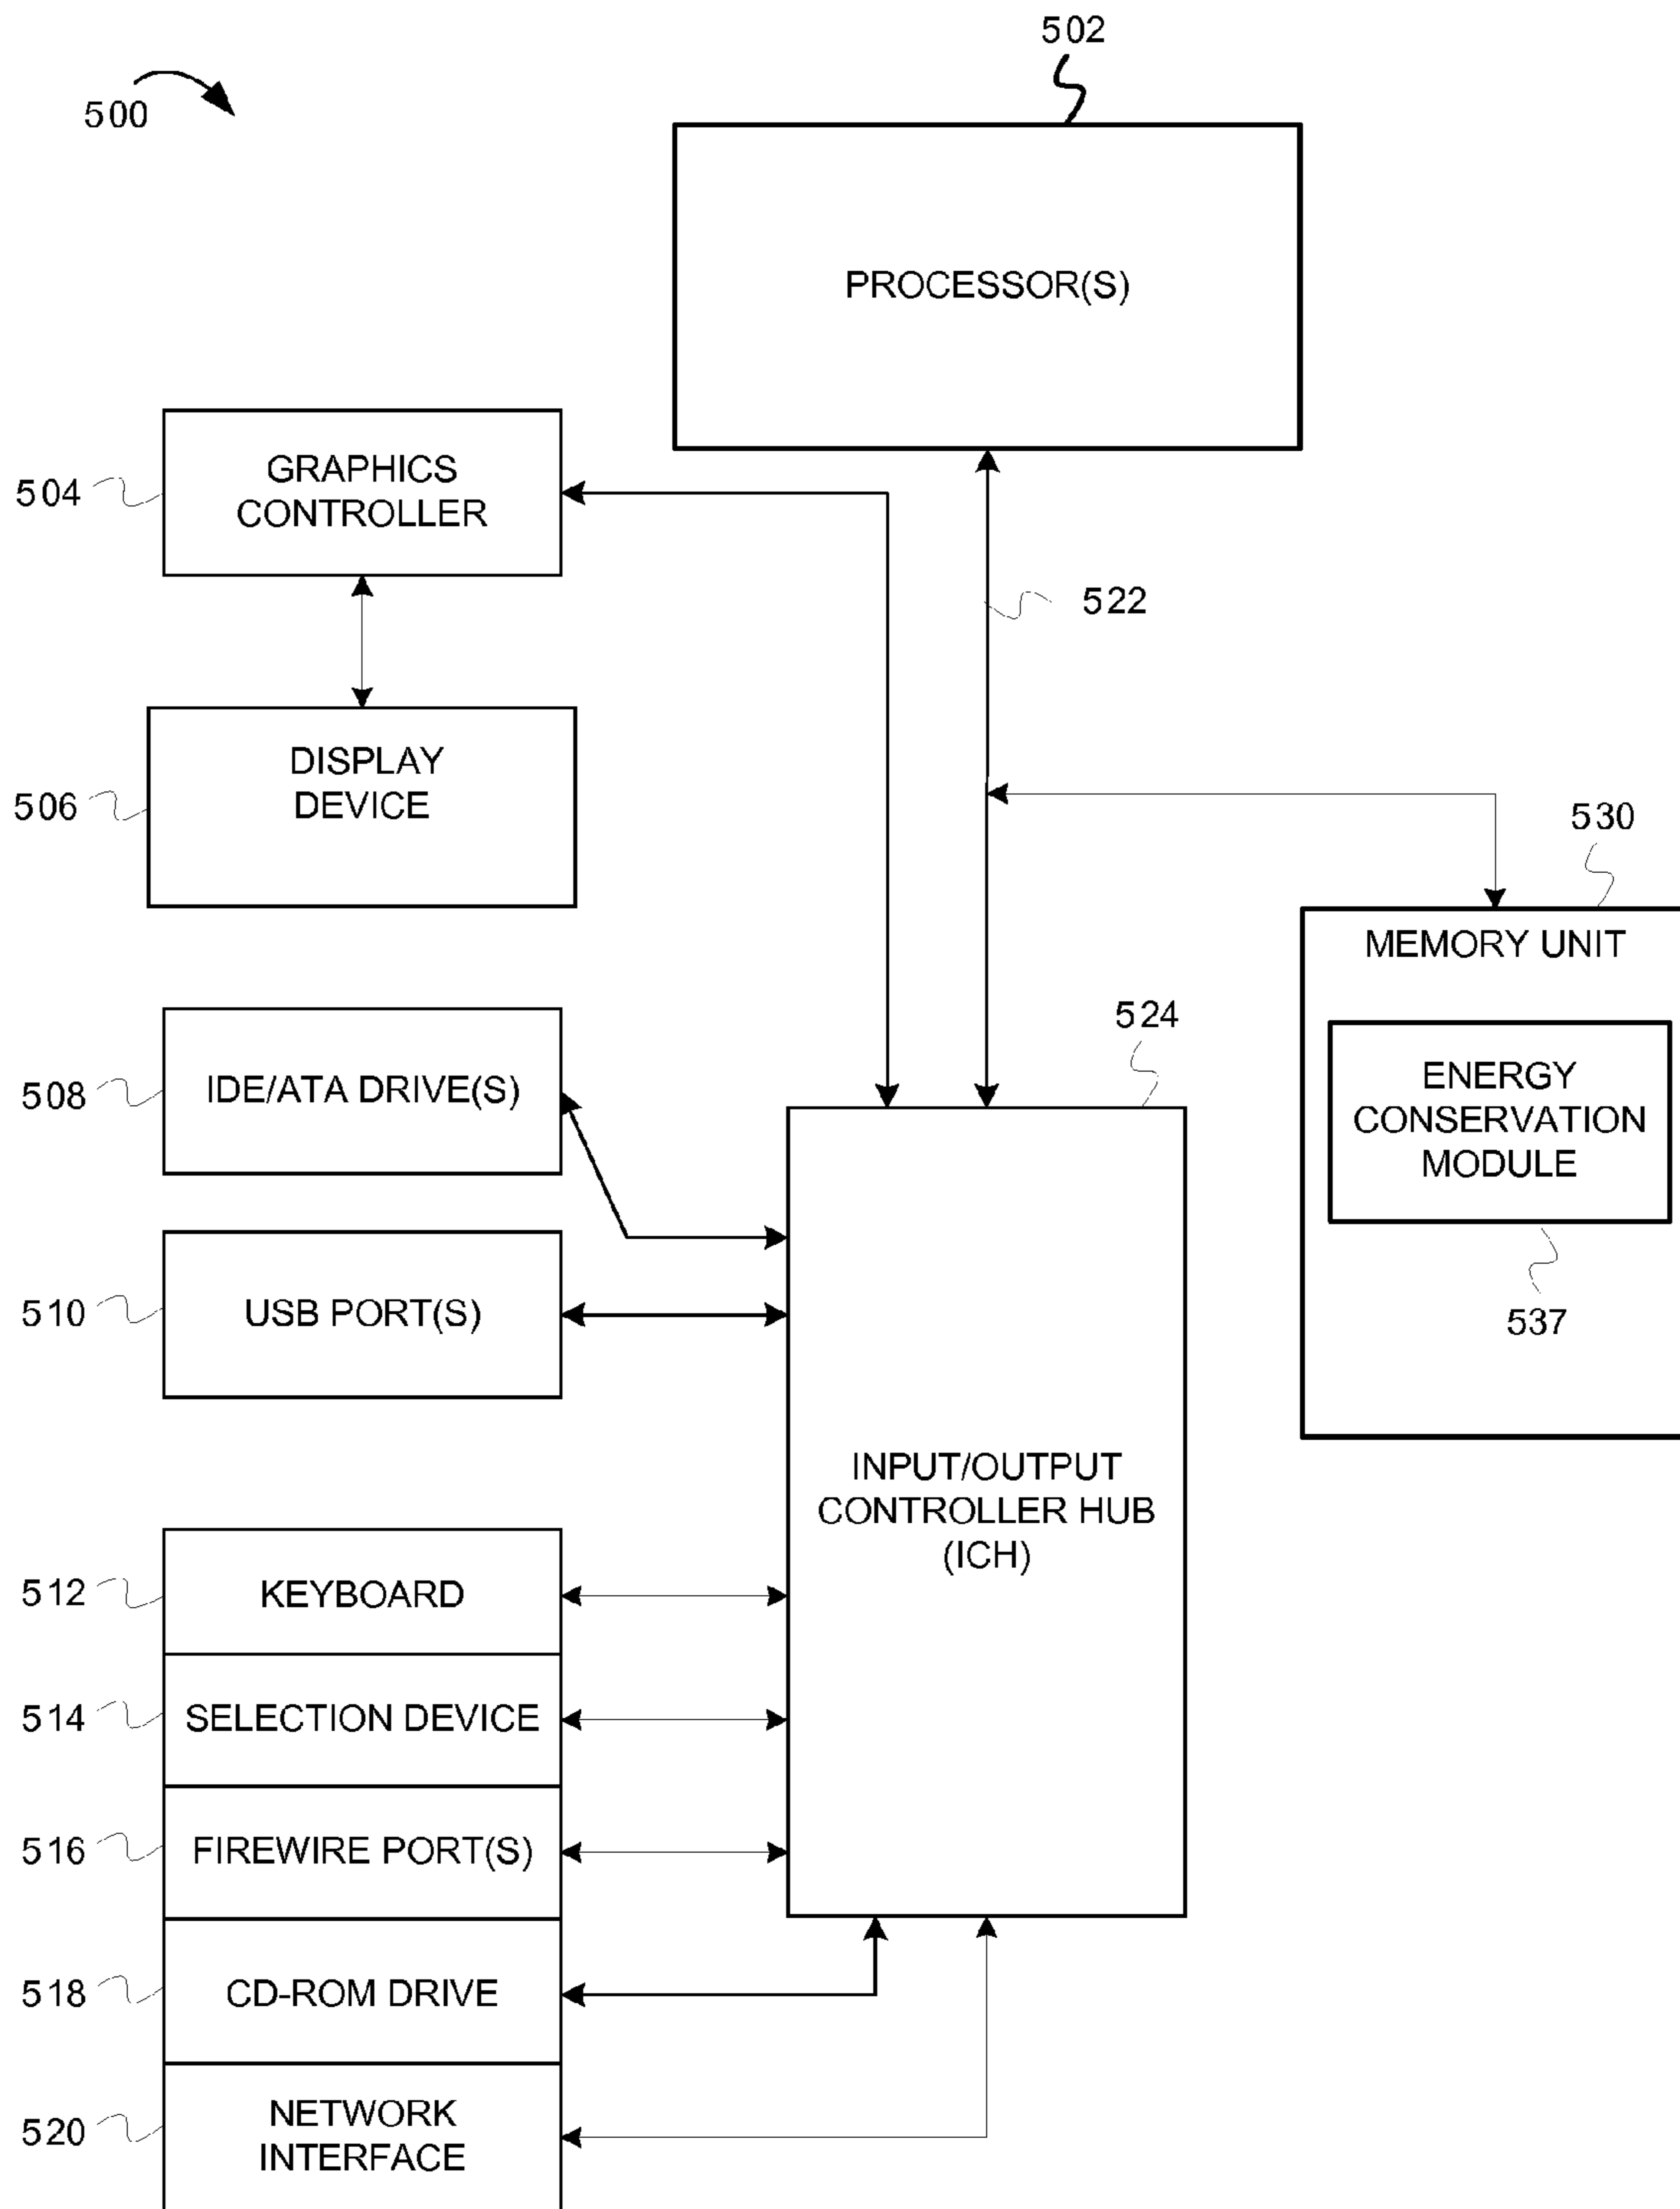 502
500
PROCESSOR(S)
GRAPHICS
CONTROLLER
504
522
DISPLAY
DEVICE
506
530
MEMORY UNIT
524
ENERGY
CONSERVATION
MODULE
508
IDE/ATA DRIVE(S)
510
USB PORT(S)
537
INPUT/OUTPUT
CONTROLLER HUB
(ICH)
512
KEYBOARD
514
SELECTION DEVICE
516
FIREWIRE PORT(S)
518
CD-ROM DRIVE
520
NETWORK
INTERFACE